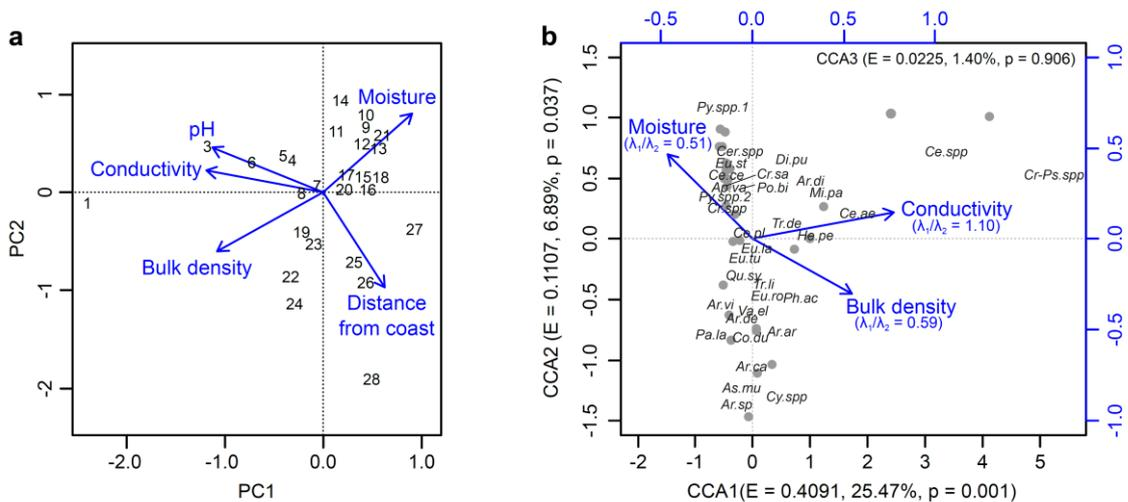 a
PC2
1
0
-1
-2
14
Moisture
10
11
9
21
12
13
pH
3
5
4
6
Conductivity
17
15
18
7
20
16
8
1
27
19
23
Bulk density
25
22
26
24
Distance
from coast
28
-2.0
-1.0
0.0
1.0
PC1
b
-0.5
0.0
0.5
1.0
CCA3 (E = 0.0225, 1.40%, p = 0.906)
CCA2 (E = 0.1107, 6.89%, p = 0.037)
1.5
1.0
0.5
0.0
-0.5
-1.0
-1.5
1.0
0.5
0.0
-0.5
-1.0
Py.spp.1
Moisture
(λ₁/λ₂ = 0.51)
Cer.spp
Di.pu
Ce.spp
Eu.st
Ce.ce
Cr.sa
Cr-Ps.spp
Ar.va
Po.bi
Ar.di
Py.spp.2
Mi.pa
Cr.spp
Ce.ae
Conductivity
(λ₁/λ₂ = 1.10)
Tr.de
Ce.pl
He.pe
Eu.la
Eu.tu
Qu.sy
Tr.li
Eu.ro
Ph.ac
Bulk density
(λ₁/λ₂ = 0.59)
Ar.vi
Va.el
Ar.de
Pa.la
Co.du
Ar.ar
Ar.ca
As.mu
Cy.spp
Ar.sp
-2
-1
0
1
2
3
4
5
CCA1(E = 0.4091, 25.47%, p = 0.001)